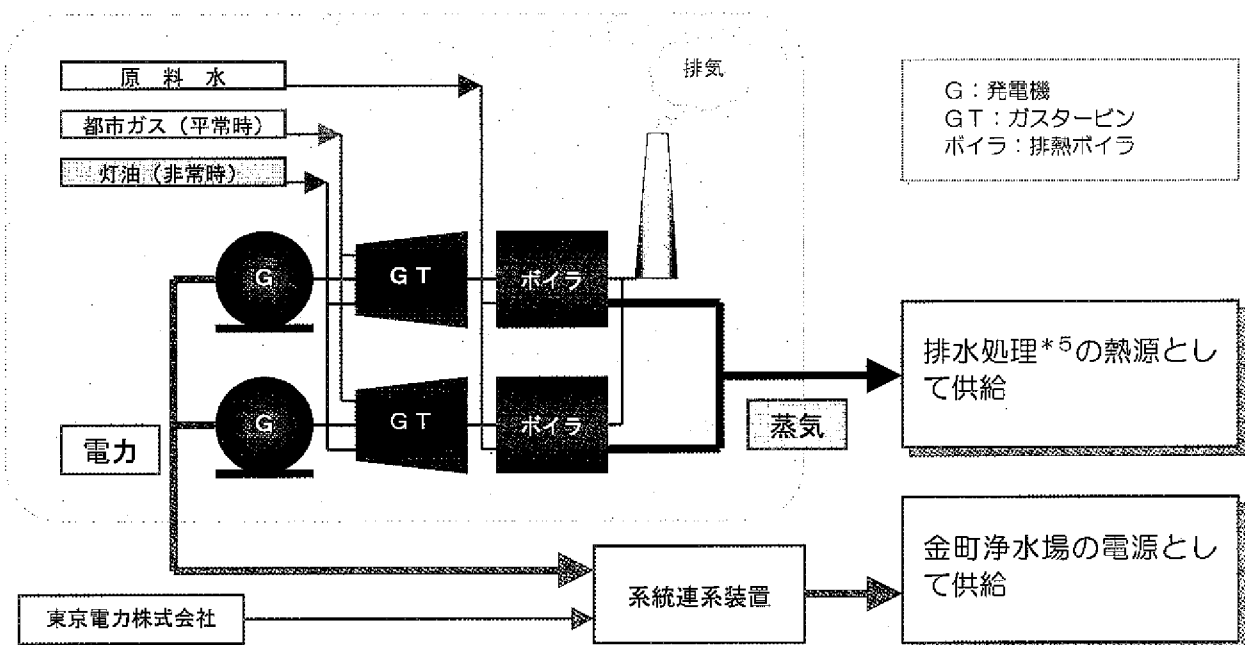 原料水
都市ガス（平常時）
灯油（非常時）
排気
G：発電機
GT：ガスタービン
ボイラ：排熱ボイラ
G
GT
ボイラ
G
GT
ボイラ
電力
蒸気
排水処理*5の熱源とし
て供給
金町浄水場の電源とし
て供給
系統連系装置
東京電力株式会社